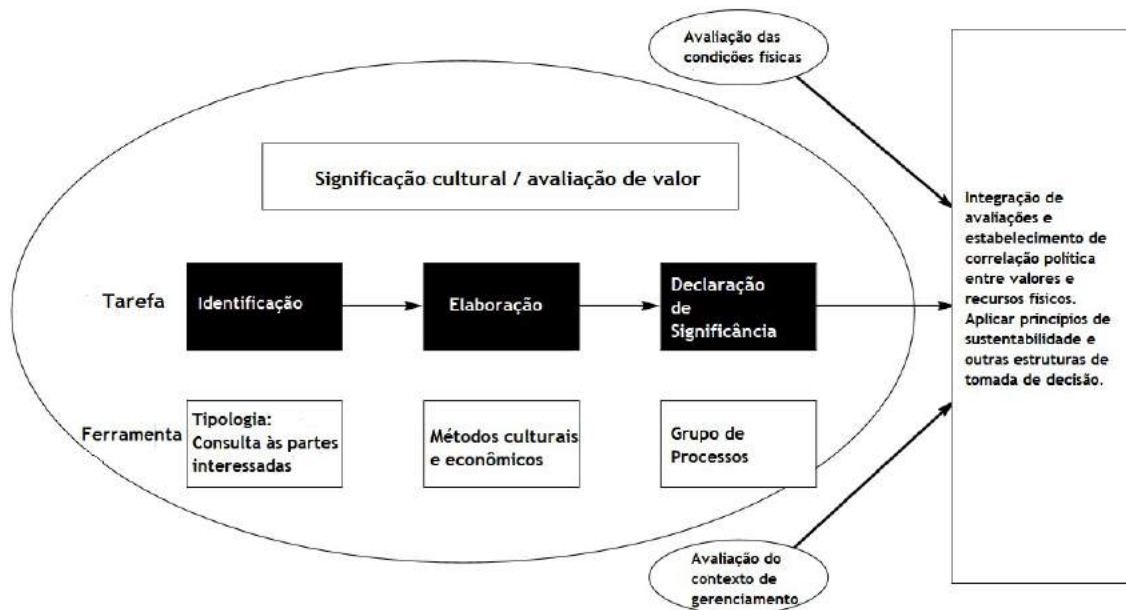 Avaliação das
condições físicas
Significação cultural / avaliação de valor
Tarefa
Identificação
Elaboração
Declaração
de
Significância
Ferramenta
Tipologia:
Consulta às partes
interessadas
Métodos culturais
e econômicos
Grupo de
Processos
Avaliação do
contexto de
gerenciamento
Integração de
avaliações e
estabelecimento de
correlação política
entre valores e
recursos físicos.
Aplicar princípios de
sustentabilidade e
outras estruturas de
tomada de decisão.